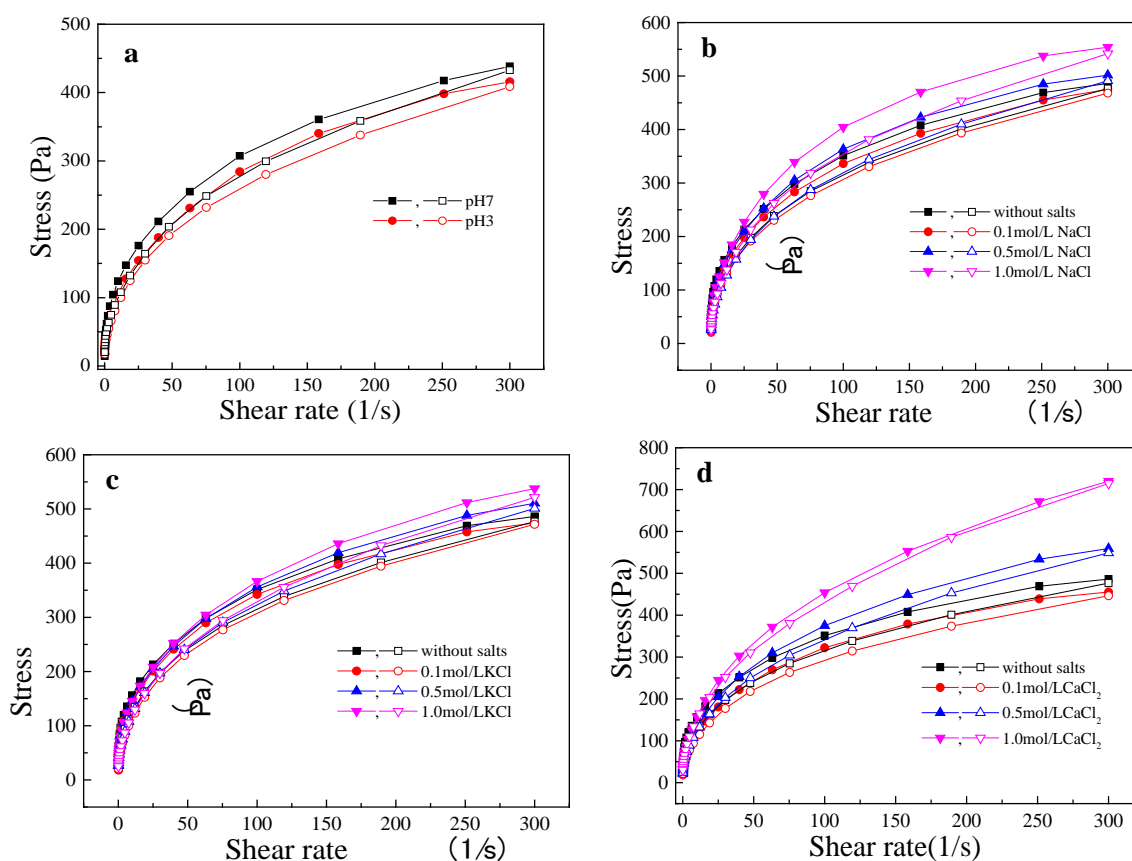 a
500
400
300
200
100
0
Stress (Pa)
0 50 100 150 200 250 300
Shear rate (1/s)
, pH7
, pH3
b
600
500
400
300
200
100
0
Stress
(Pa)
0 50 100 150 200 250 300
Shear rate (1/s)
, without salts
, 0.1mol/L NaCl
, 0.5mol/L NaCl
, 1.0mol/L NaCl
c
600
500
400
300
200
100
0
Stress
(Pa)
0 50 100 150 200 250 300
Shear rate (1/s)
, without salts
, 0.1mol/LKCl
, 0.5mol/LKCl
, 1.0mol/LKCl
d
800
700
600
500
400
300
200
100
0
Stress(Pa)
0 50 100 150 200 250 300
Shear rate(1/s)
, without salts
, 0.1mol/LCaCl₂
, 0.5mol/LCaCl₂
, 1.0mol/LCaCl₂